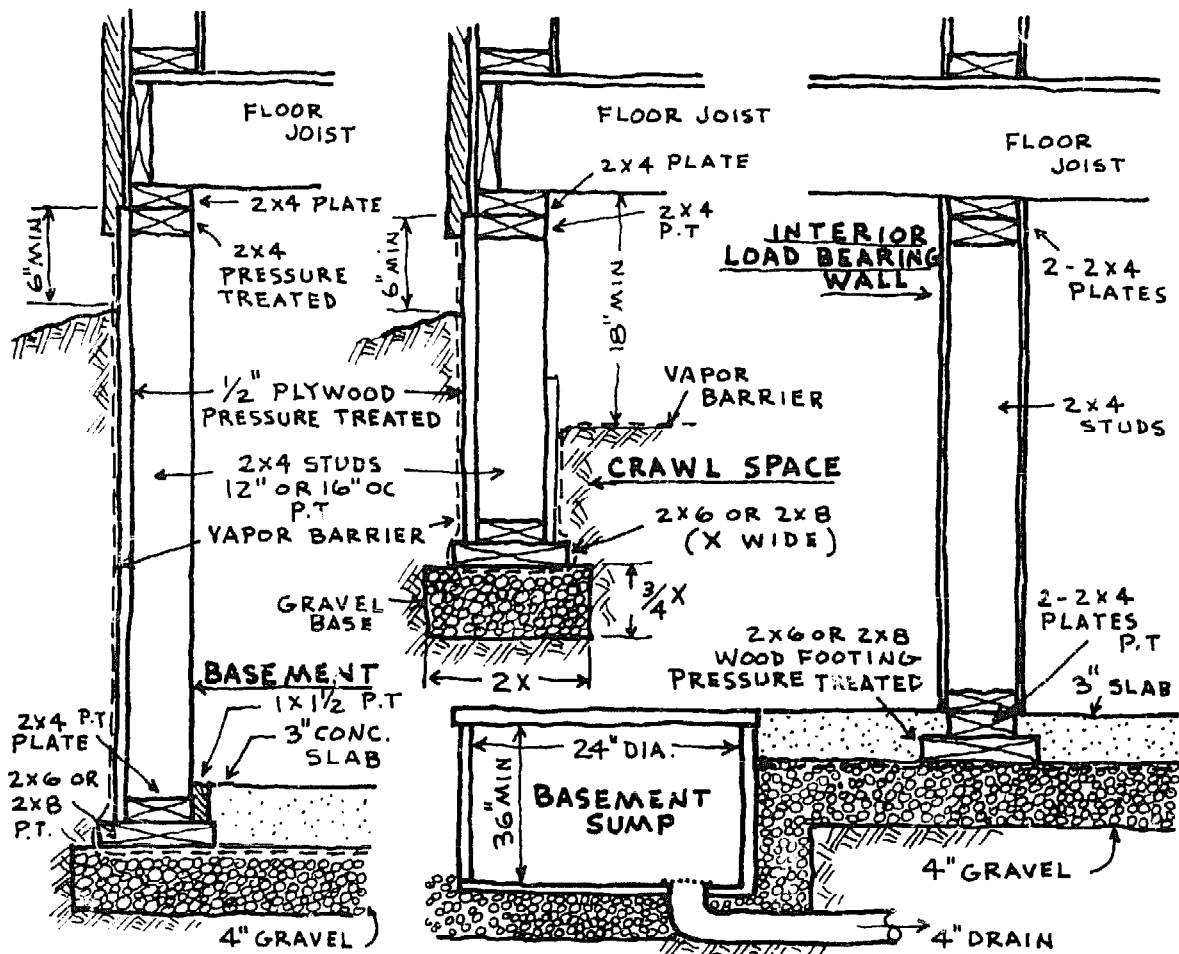 FLOOR
JOIST
2x4 PLATE
2x4
PRESSURE
TREATED
6" MIN
1/2" PLYWOOD
PRESSURE TREATED
2x4 STUDS
12" OR 16" OC
P.T
VAPOR BARRIER
BASEMENT
1 x 1 1/2 P.T
3" CONC.
SLAB
2x4 P.T
PLATE
2x6 OR
2x8
P.T.
4" GRAVEL
FLOOR JOIST
2x4 PLATE
2x4
P.T
6" MIN
18" MIN
VAPOR
BARRIER
CRAWL SPACE
2x6 OR 2x8
(X WIDE)
GRAVEL
BASE
3/4 X
2X
FLOOR
JOIST
INTERIOR
LOAD BEARING
WALL
2-2x4
PLATES
2x4
STUDS
2-2x4
PLATES
P.T
2x6 OR 2x8
WOOD FOOTING
PRESSURE TREATED
3" SLAB
24" DIA.
36" MIN
BASEMENT
SUMP
4" GRAVEL
4" DRAIN